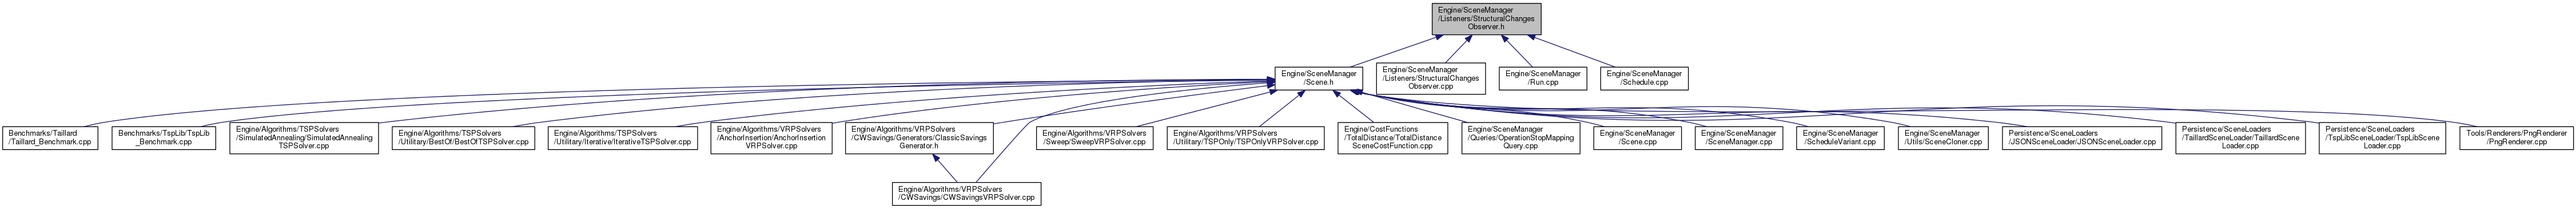 Engine/SceneManager
/Listeners/StructuralChanges
Observer.h
Engine/SceneManager
/Scene.h
Engine/SceneManager
/Listeners/StructuralChanges
Observer.cpp
Engine/SceneManager
/Run.cpp
Engine/SceneManager
/Schedule.cpp
Benchmarks/Taillard
/Taillard_Benchmark.cpp
Benchmarks/TspLib/TspLib
_Benchmark.cpp
Engine/Algorithms/TSPSolvers
/SimulatedAnnealing/SimulatedAnnealing
TSPSolver.cpp
Engine/Algorithms/TSPSolvers
/Utilitary/BestOf/BestOfTSPSolver.cpp
Engine/Algorithms/TSPSolvers
/Utilitary/Iterative/IterativeTSPSolver.cpp
Engine/Algorithms/VRPSolvers
/AnchorInsertion/AnchorInsertion
VRPSolver.cpp
Engine/Algorithms/VRPSolvers
/CWSavings/Generators/ClassicSavings
Generator.h
Engine/Algorithms/VRPSolvers
/Sweep/SweepVRPSolver.cpp
Engine/Algorithms/VRPSolvers
/Utilitary/TSPOnly/TSPOnlyVRPSolver.cpp
Engine/CostFunctions
/TotalDistance/TotalDistance
SceneCostFunction.cpp
Engine/SceneManager
/Queries/OperationStopMapping
Query.cpp
Engine/SceneManager
/Scene.cpp
Engine/SceneManager
/SceneManager.cpp
Engine/SceneManager
/ScheduleVariant.cpp
Engine/SceneManager
/Utils/SceneCloner.cpp
Persistence/SceneLoaders
/JSONSceneLoader/JSONSceneLoader.cpp
Persistence/SceneLoaders
/TaillardSceneLoader/TaillardScene
Loader.cpp
Persistence/SceneLoaders
/TspLibSceneLoader/TspLibScene
Loader.cpp
Tools/Renderers/PngRenderer
/PngRenderer.cpp
Engine/Algorithms/VRPSolvers
/CWSavings/CWSavingsVRPSolver.cpp